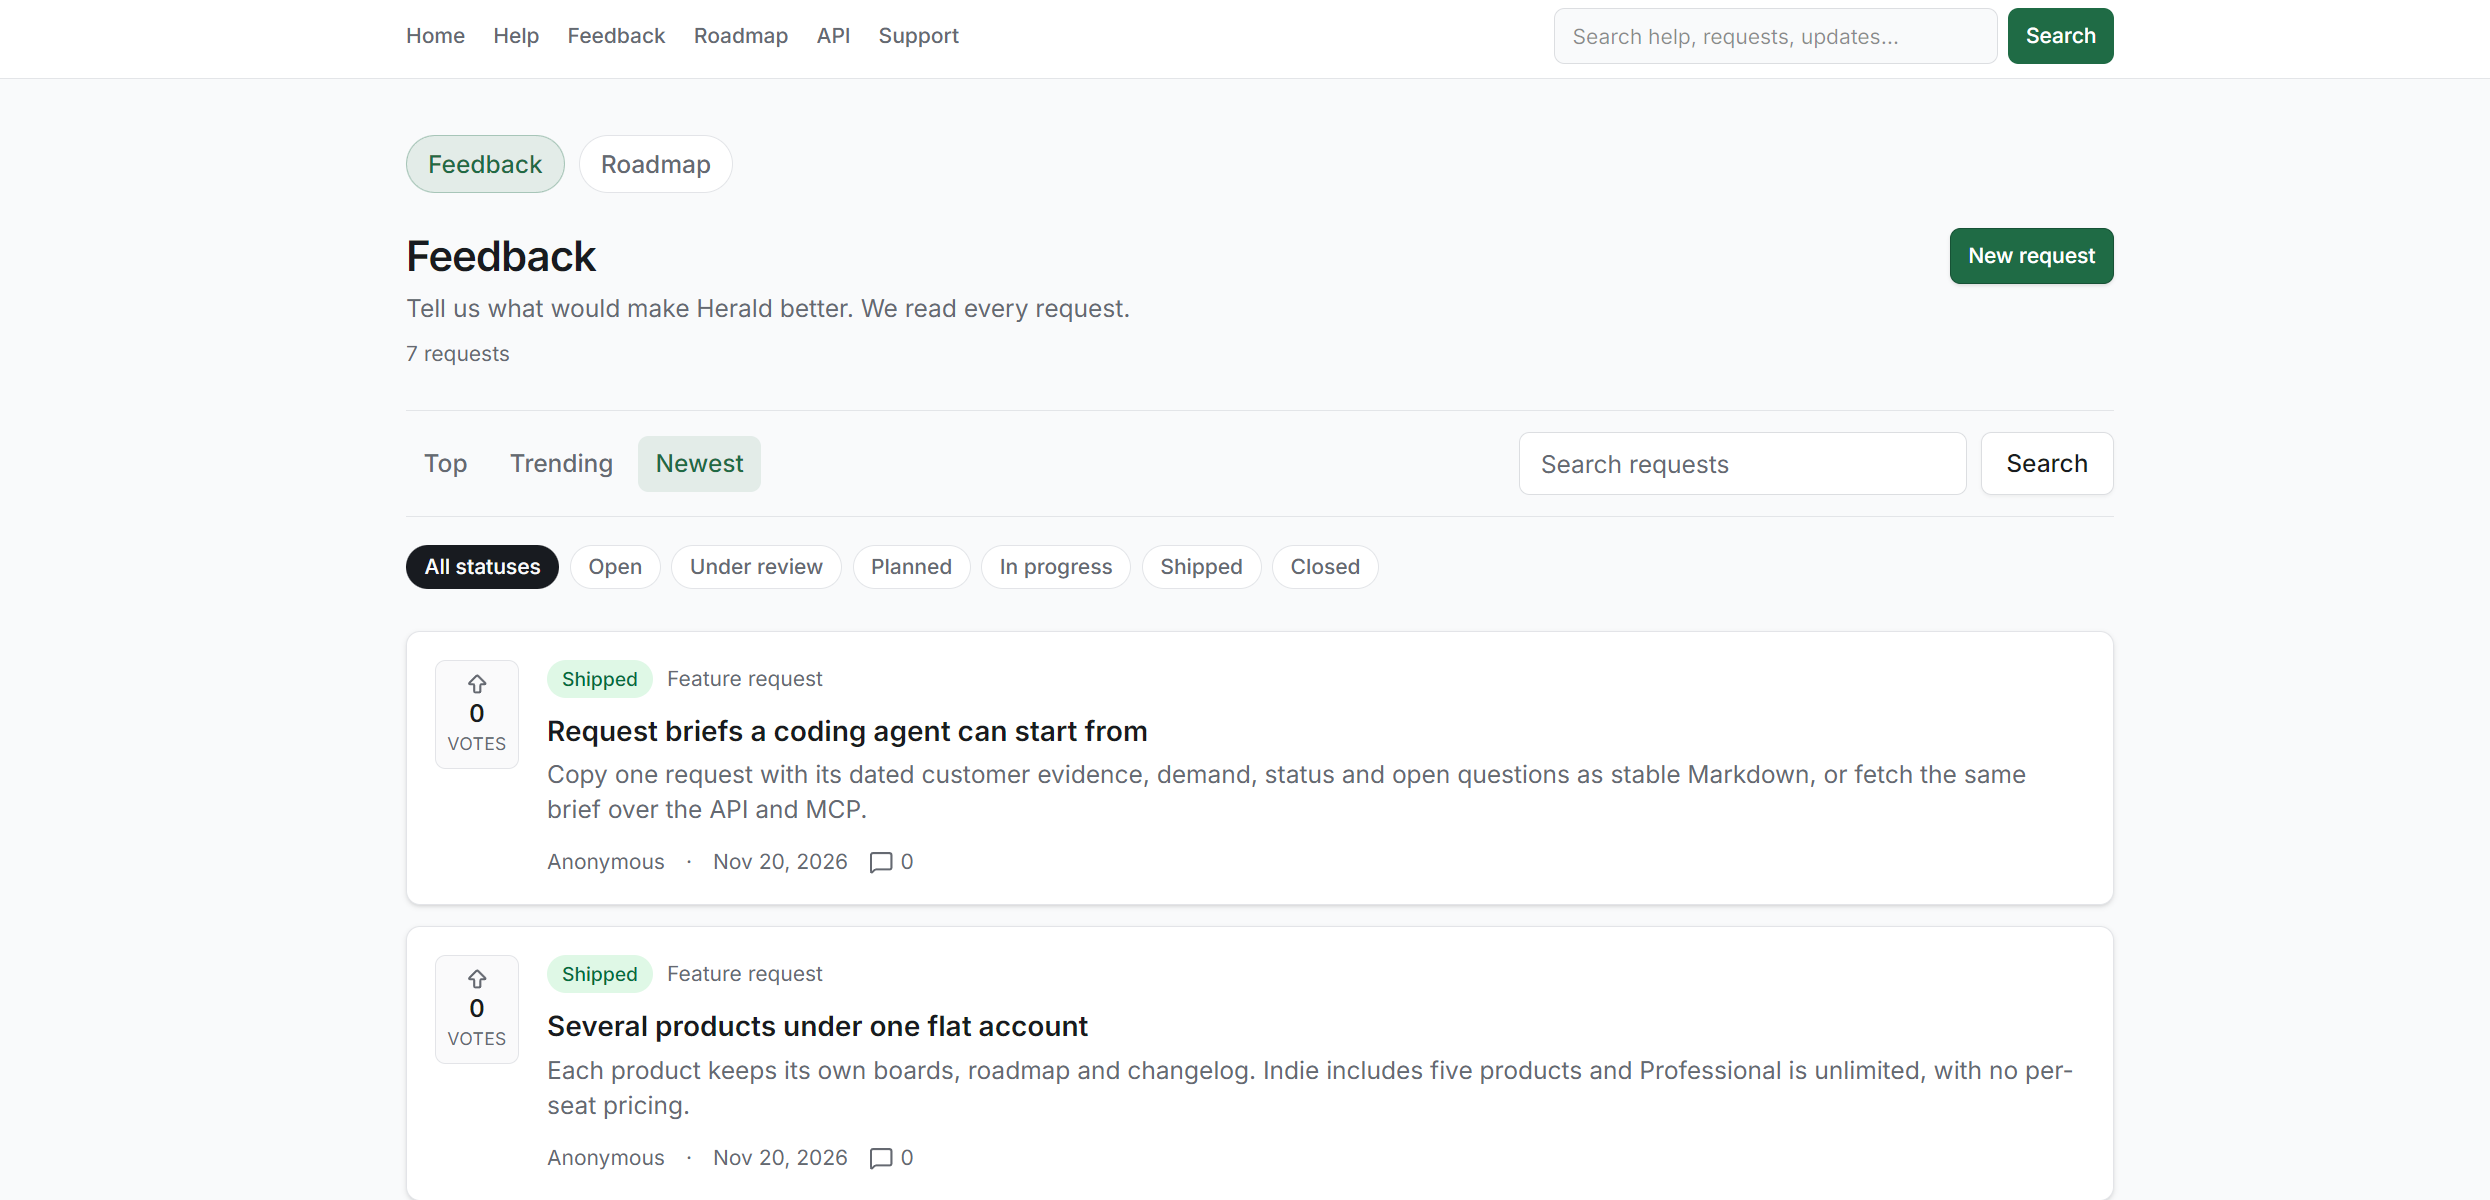 Home Help Feedback Roadmap API Support
Search help, requests, updates...
Search
Feedback Roadmap
Feedback
New request
Tell us what would make Herald better. We read every request.
7 requests
Top Trending Newest
Search requests
Search
All statuses Open Under review Planned In progress Shipped Closed
0
VOTES
Shipped Feature request
Request briefs a coding agent can start from
Copy one request with its dated customer evidence, demand, status and open questions as stable Markdown, or fetch the same
brief over the API and MCP.
Anonymous · Nov 20, 2026 0
0
VOTES
Shipped Feature request
Several products under one flat account
Each product keeps its own boards, roadmap and changelog. Indie includes five products and Professional is unlimited, with no per-
seat pricing.
Anonymous · Nov 20, 2026 0